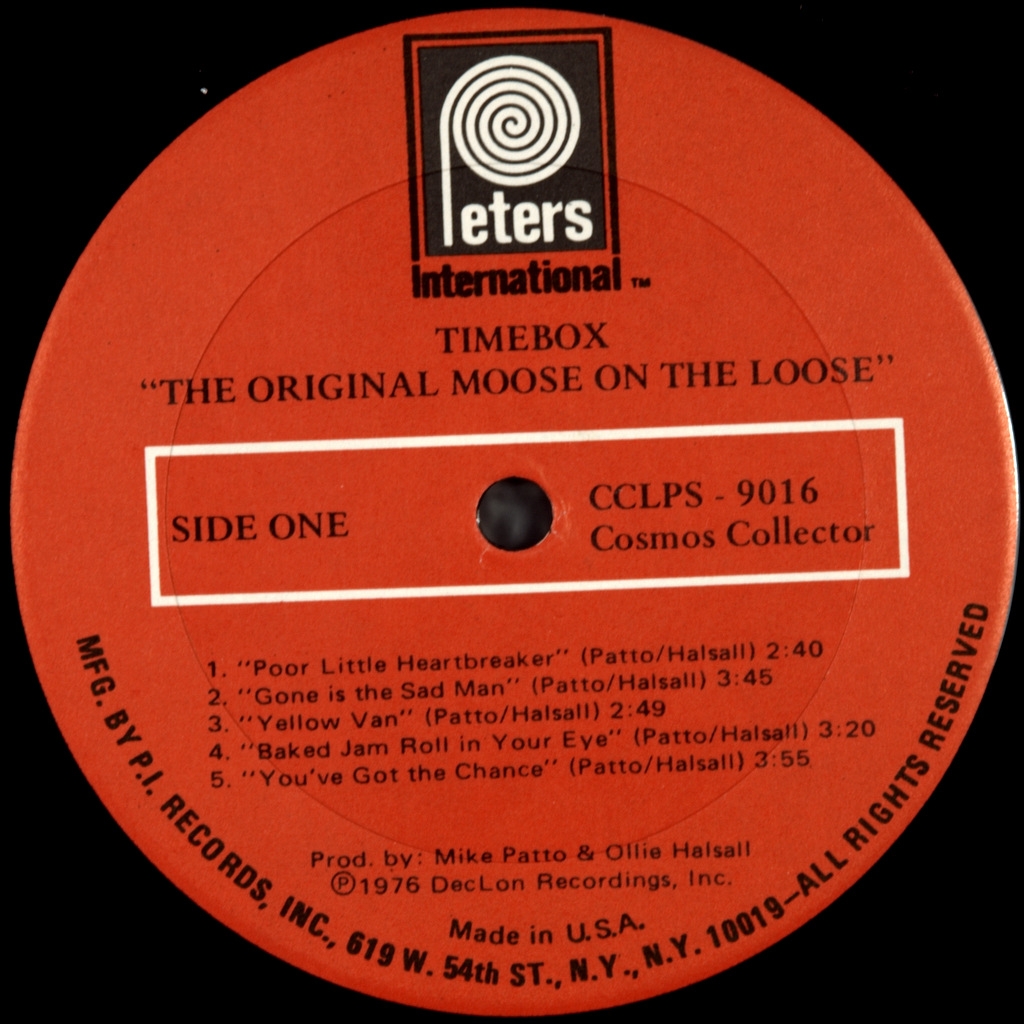 Peters
International ™
TIMEBOX
"THE ORIGINAL MOOSE ON THE LOOSE"
SIDE ONE
CCLPS - 9016
Cosmos Collector
1. "Poor Little Heartbreaker" (Patto/Halsall) 2:40
2. "Gone is the Sad Man" (Patto/Halsall) 3:45
3. "Yellow Van" (Patto/Halsall) 2:49
4. "Baked Jam Roll in Your Eye" (Patto/Halsall) 3:20
5. "You've Got the Chance" (Patto/Halsall) 3:55
Prod. by: Mike Patto & Ollie Halsall
℗1976 DecLon Recordings, Inc.
Made in U.S.A.
MFG. BY P.I. RECORDS, INC., 619 W. 54th ST., N.Y., N.Y. 10019—ALL RIGHTS RESERVED